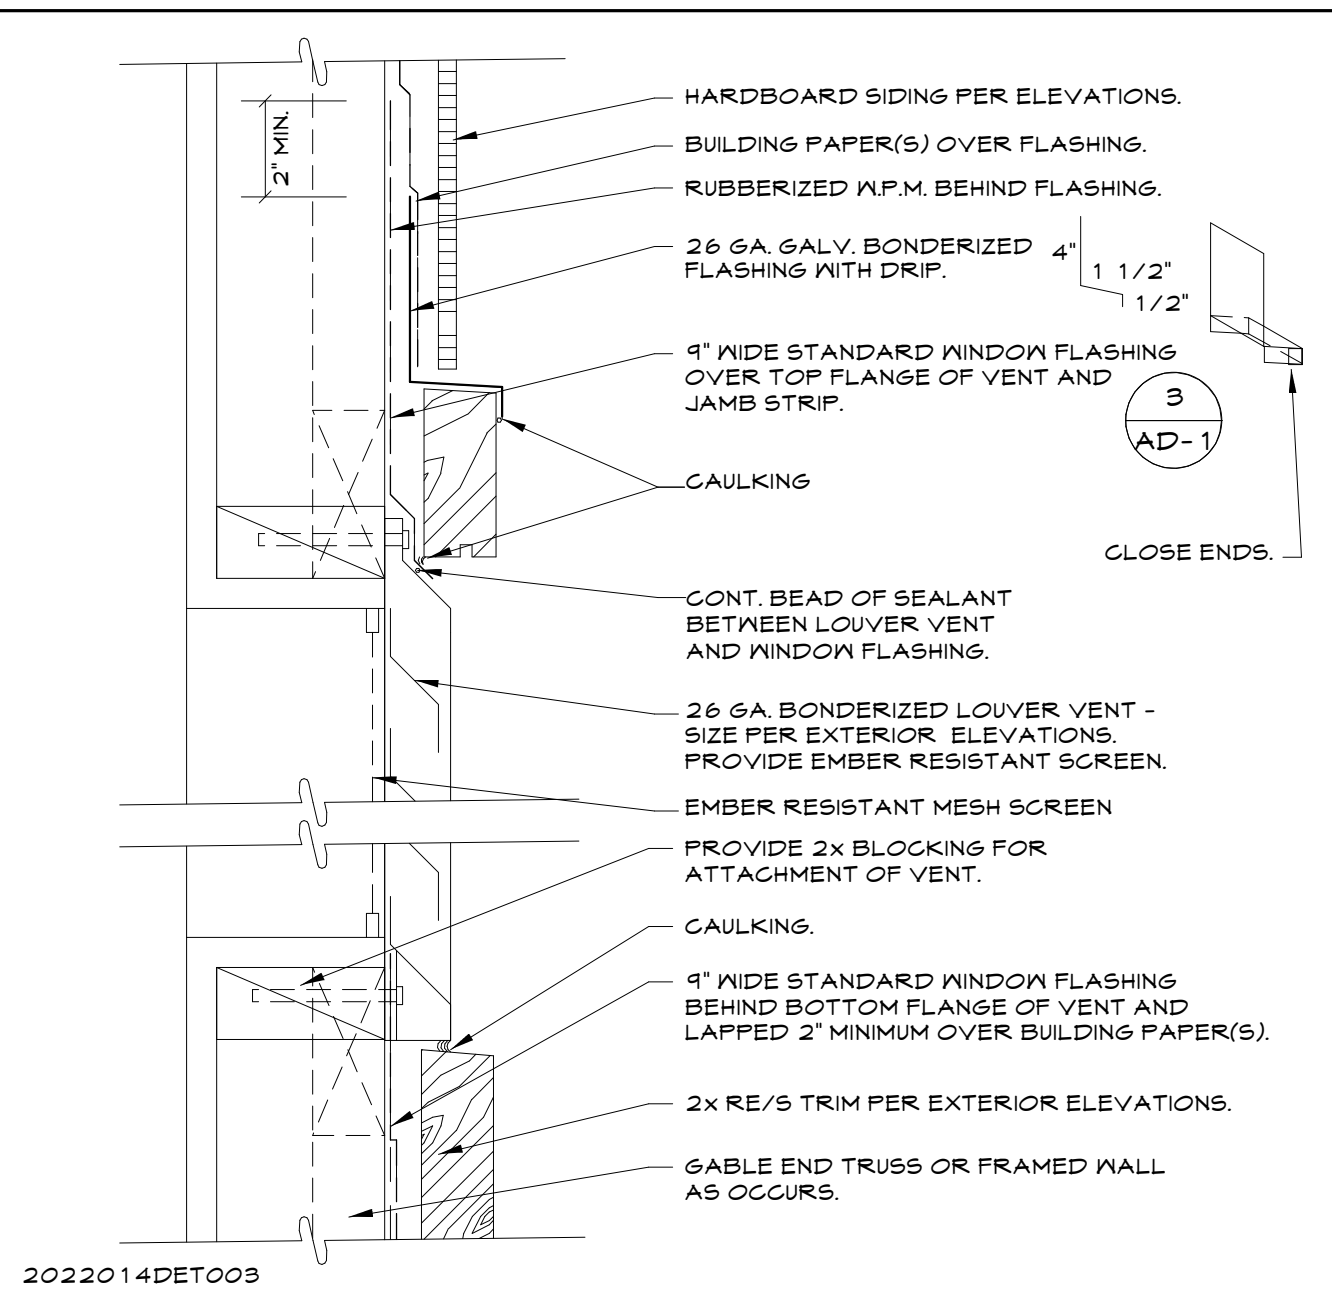 HARDBOARD SIDING PER ELEVATIONS.
BUILDING PAPER(S) OVER FLASHING.
2" MIN.
RUBBERIZED W.P.M. BEHIND FLASHING.
26 GA. GALV. BONDERIZED
FLASHING WITH DRIP.
4"
1 1/2"
1/2"
9" WIDE STANDARD WINDOW FLASHING
OVER TOP FLANGE OF VENT AND
JAMB STRIP.
3
AD-1
CAULKING
CLOSE ENDS.
CONT. BEAD OF SEALANT
BETWEEN LOUVER VENT
AND WINDOW FLASHING.
26 GA. BONDERIZED LOUVER VENT -
SIZE PER EXTERIOR ELEVATIONS.
PROVIDE EMBER RESISTANT SCREEN.
EMBER RESISTANT MESH SCREEN
PROVIDE 2x BLOCKING FOR
ATTACHMENT OF VENT.
CAULKING.
9" WIDE STANDARD WINDOW FLASHING
BEHIND BOTTOM FLANGE OF VENT AND
LAPPED 2" MINIMUM OVER BUILDING PAPER(S).
2x RE/S TRIM PER EXTERIOR ELEVATIONS.
GABLE END TRUSS OR FRAMED WALL
AS OCCURS.
2022014DET003